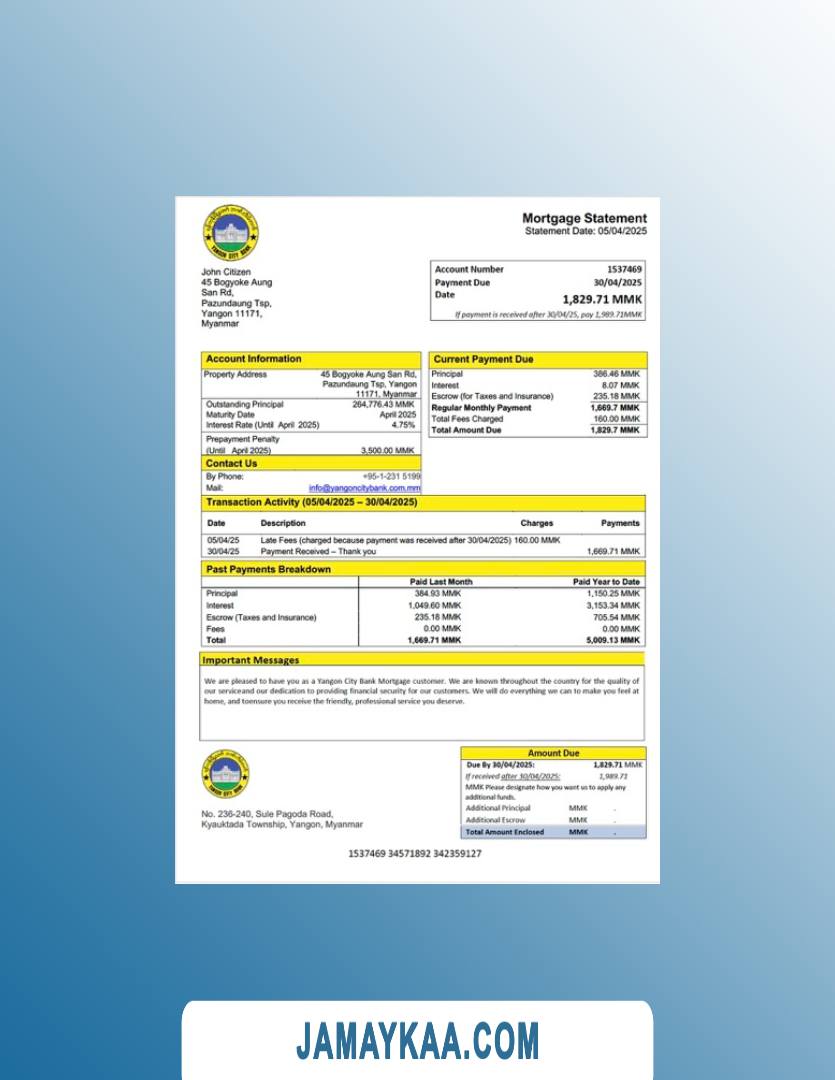 YANGON CITY BANK
Mortgage Statement
Statement Date: 05/04/2025
John Citizen
45 Bogyoke Aung
San Rd,
Pazundaung Tsp,
Yangon 11171,
Myanmar
Account Number 1537469
Payment Due 30/04/2025
Date 1,829.71 MMK
If payment is received after 30/04/25, pay 1,989.71MMK
Account Information
Property Address 45 Bogyoke Aung San Rd,
Pazundaung Tsp, Yangon
11171, Myanmar
Outstanding Principal 264,776.43 MMK
Maturity Date April 2025
Interest Rate (Until April 2025) 4.75%
Prepayment Penalty
(Until April 2025) 3,500.00 MMK
Contact Us
By Phone: +95-1-231 5199
Mail: info@yangoncitybank.com.mm
Current Payment Due
Principal 386.46 MMK
Interest 8.07 MMK
Escrow (for Taxes and Insurance) 235.18 MMK
Regular Monthly Payment 1,669.7 MMK
Total Fees Charged 160.00 MMK
Total Amount Due 1,829.7 MMK
Transaction Activity (05/04/2025 – 30/04/2025)
Date Description Charges Payments
05/04/25 Late Fees (charged because payment was received after 30/04/2025) 160.00 MMK
30/04/25 Payment Received – Thank you 1,669.71 MMK
Past Payments Breakdown
Paid Last Month Paid Year to Date
Principal 384.93 MMK 1,150.25 MMK
Interest 1,049.60 MMK 3,153.34 MMK
Escrow (Taxes and Insurance) 235.18 MMK 705.54 MMK
Fees 0.00 MMK 0.00 MMK
Total 1,669.71 MMK 5,009.13 MMK
Important Messages
We are pleased to have you as a Yangon City Bank Mortgage customer. We are known throughout the country for the quality of
our serviceand our dedication to providing financial security for our customers. We will do everything we can to make you feel at
home, and toensure you receive the friendly, professional service you deserve.
YANGON CITY BANK
No. 236-240, Sule Pagoda Road,
Kyauktada Township, Yangon, Myanmar
Amount Due
Due By 30/04/2025: 1,829.71 MMK
If received after 30/04/2025: 1,989.71
MMK Please designate how you want us to apply any
additional funds.
Additional Principal MMK .
Additional Escrow MMK .
Total Amount Enclosed MMK .
1537469 34571892 342359127
JAMAYKAA.COM